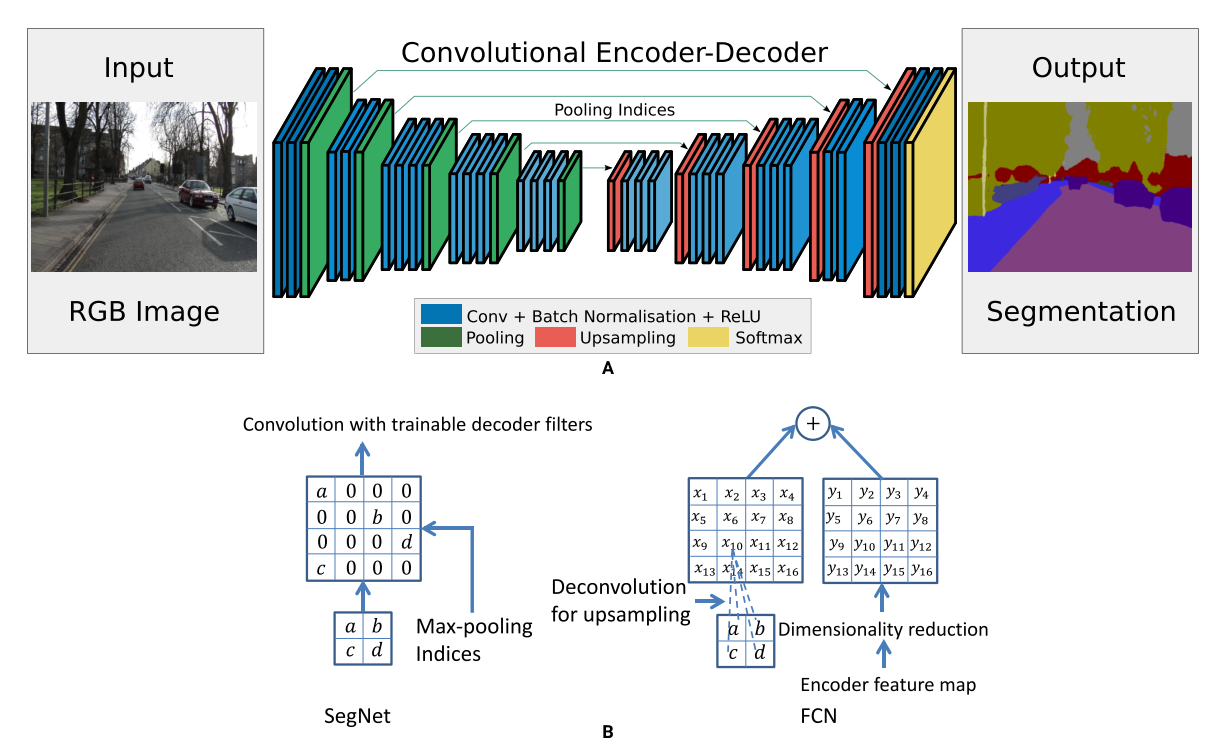 Convolutional Encoder-Decoder
Input
Output
Pooling Indices
RGB Image
Segmentation
Conv + Batch Normalisation + ReLU
Pooling
Upsampling
Softmax
A
Convolution with trainable decoder filters
a 0 0 0
0 0 b 0
0 0 0 d
c 0 0 0
a b
c d
Max-pooling
Indices
SegNet
+
x₁ x₂ x₃ x₄
x₅ x₆ x₇ x₈
x₉ x₁₀ x₁₁ x₁₂
x₁₃ x₁₄ x₁₅ x₁₆
y₁ y₂ y₃ y₄
y₅ y₆ y₇ y₈
y₉ y₁₀ y₁₁ y₁₂
y₁₃ y₁₄ y₁₅ y₁₆
Deconvolution
for upsampling
a b
c d
Dimensionality reduction
Encoder feature map
FCN
B